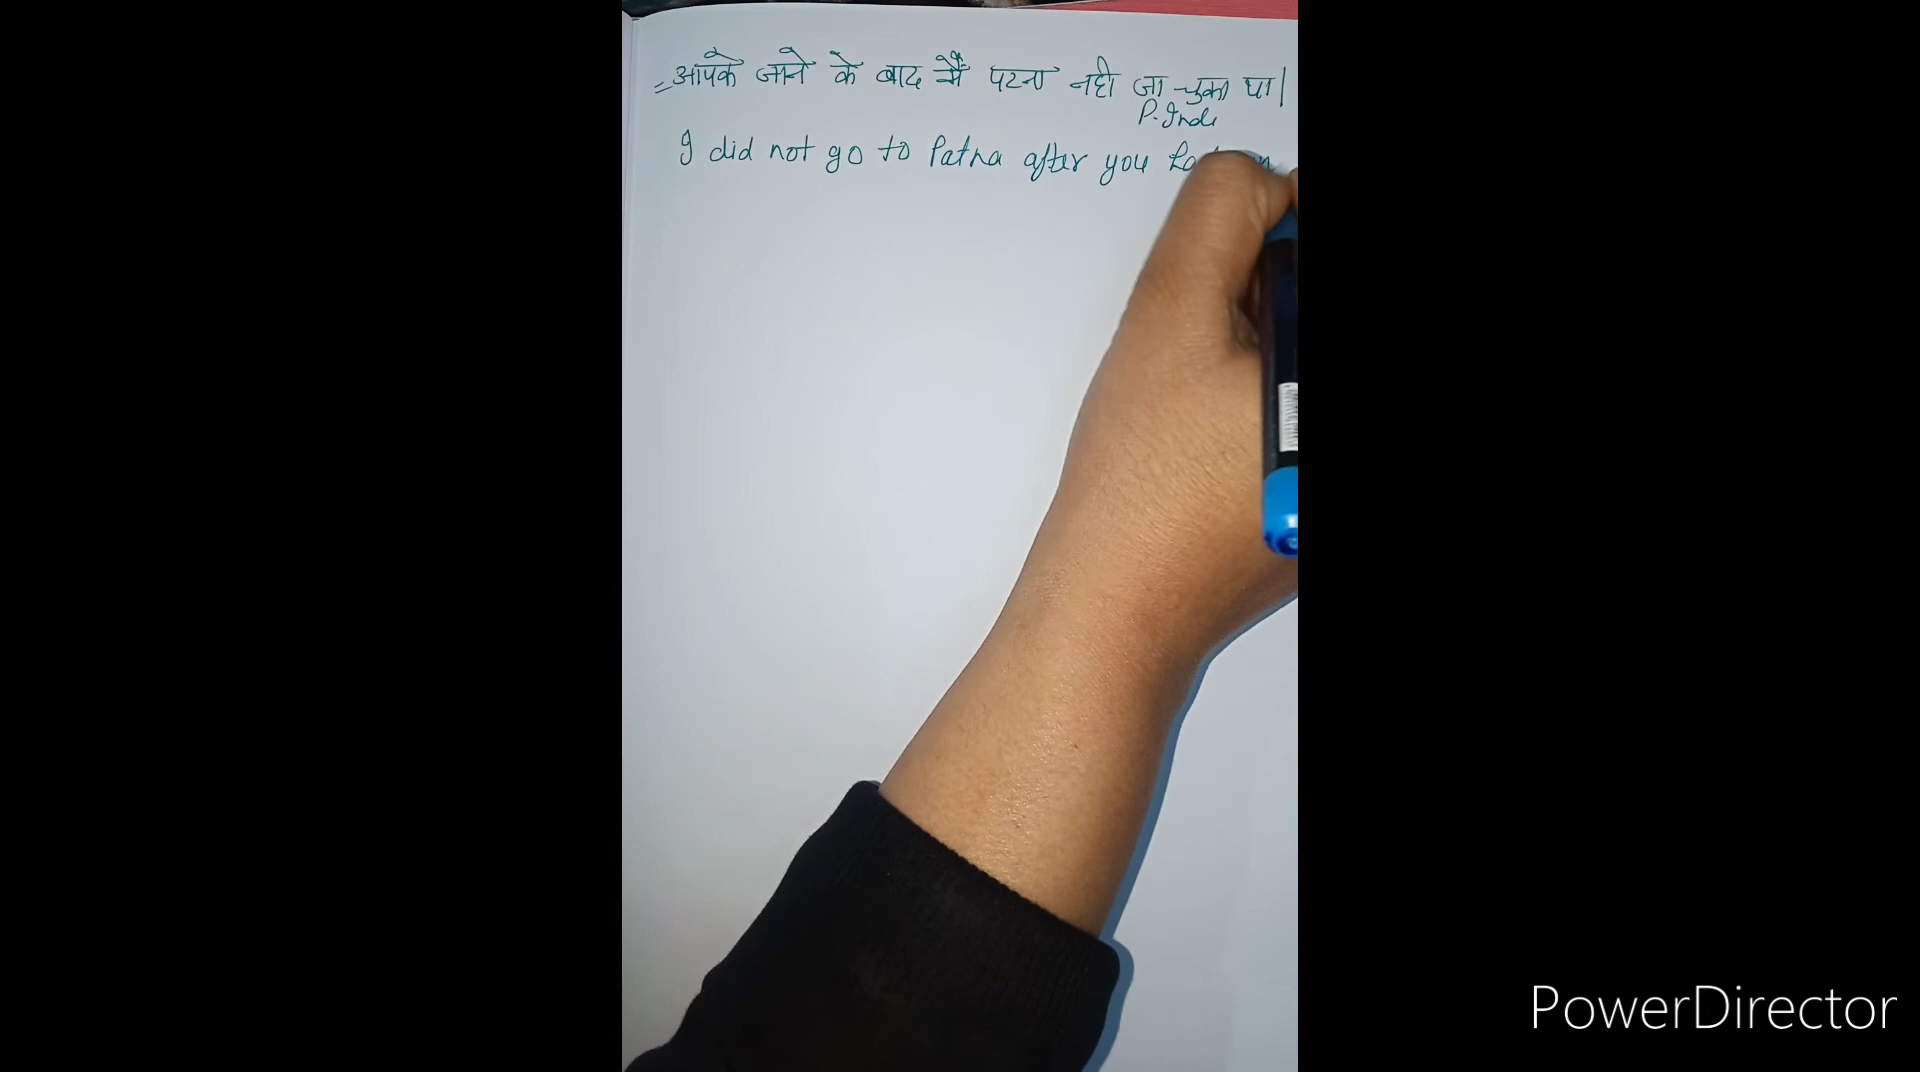 = आपके जाने के बाद मैं पटना नही जा चुका था।
P. Indi
I did not go to Patna after you
PowerDirector